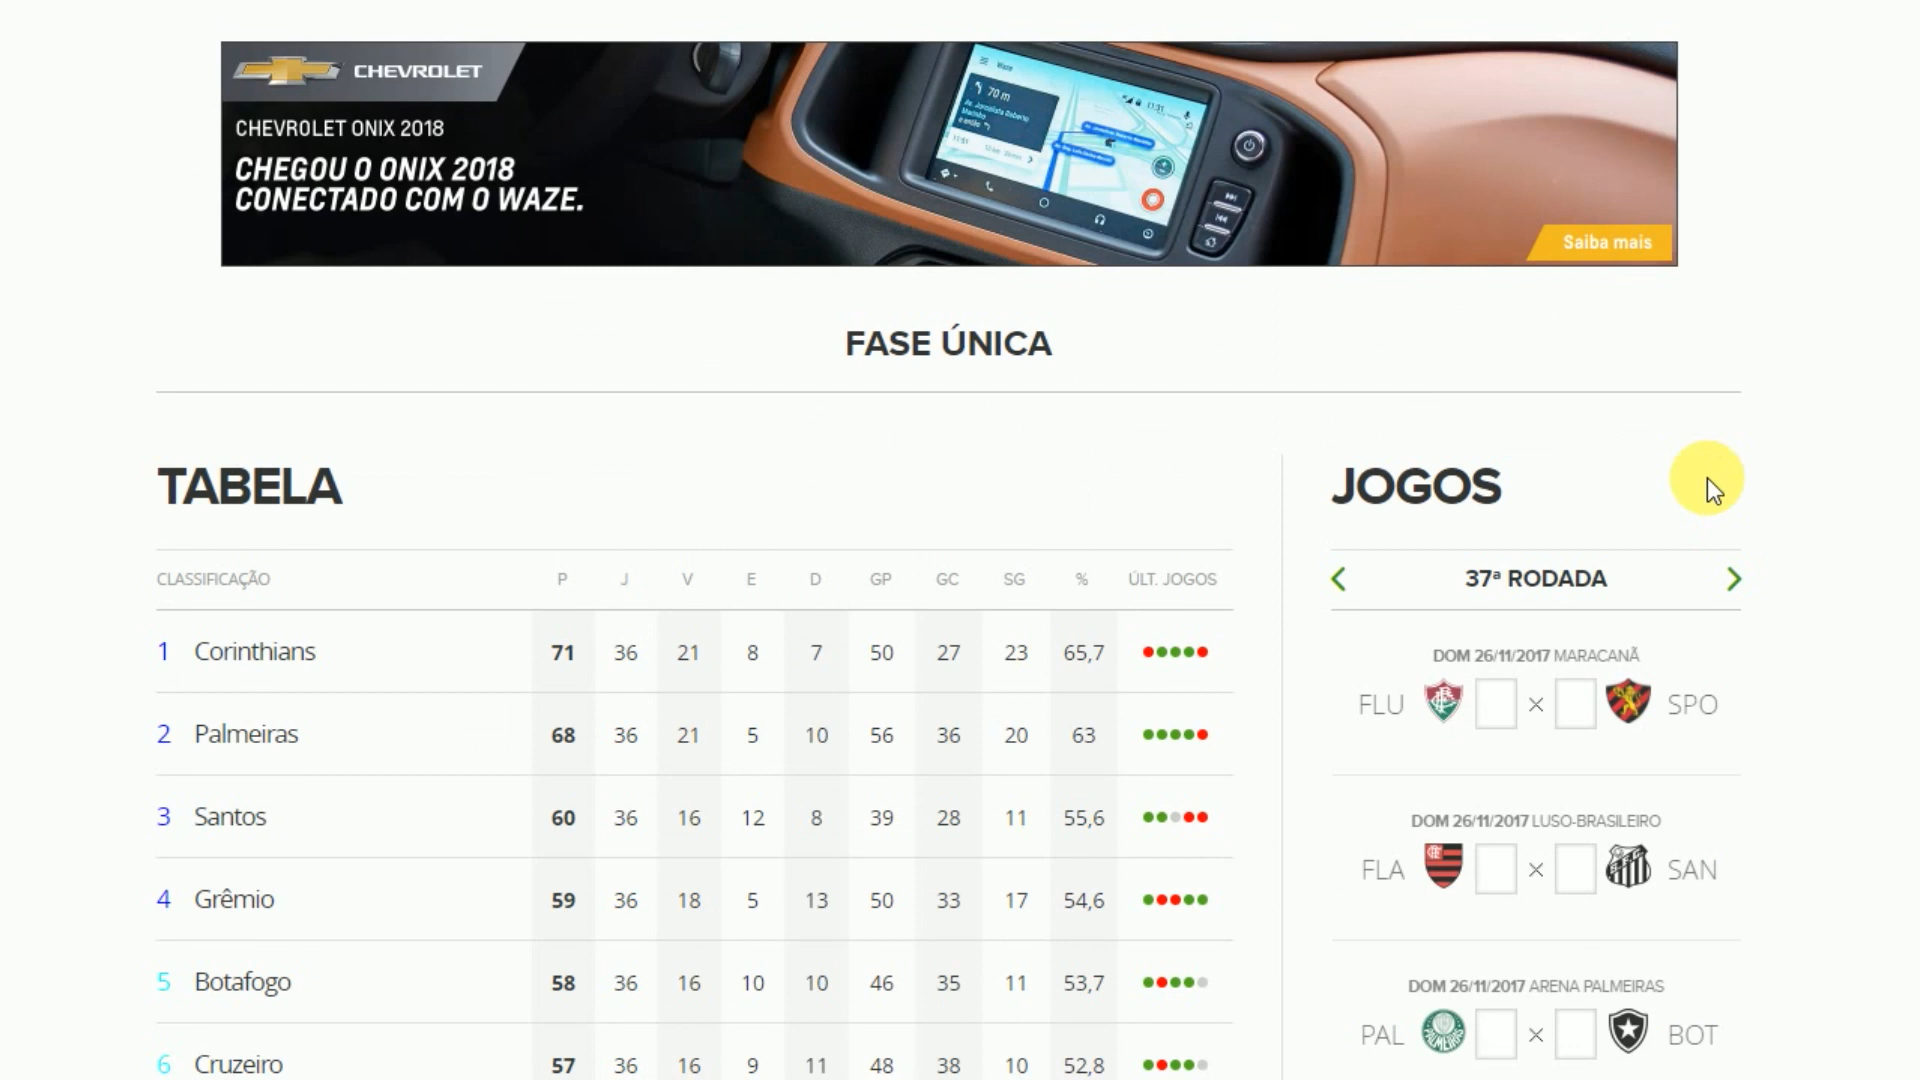 CHEVROLET
CHEVROLET ONIX 2018
CHEGOU O ONIX 2018
CONECTADO COM O WAZE.
Waze
70 m
11:31
Saiba mais
FASE ÚNICA
TABELA
CLASSIFICAÇÃO P J V E D GP GC SG % ÚLT. JOGOS
1 Corinthians 71 36 21 8 7 50 27 23 65,7
2 Palmeiras 68 36 21 5 10 56 36 20 63
3 Santos 60 36 16 12 8 39 28 11 55,6
4 Grêmio 59 36 18 5 13 50 33 17 54,6
5 Botafogo 58 36 16 10 10 46 35 11 53,7
6 Cruzeiro 57 36 16 9 11 48 38 10 52,8
JOGOS
37ª RODADA
DOM 26/11/2017 MARACANÃ
FLU × SPO
DOM 26/11/2017 LUSO-BRASILEIRO
FLA × SAN
DOM 26/11/2017 ARENA PALMEIRAS
PAL × BOT